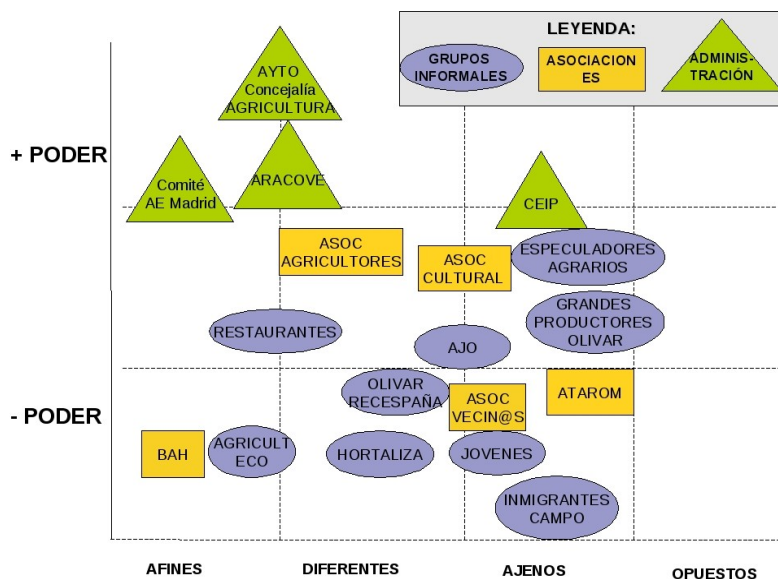 LEYENDA:
GRUPOS
INFORMALES
ASOCIACION
ES
ADMINIS-
TRACIÓN
AYTO
Concejalía
AGRICULTURA
+ PODER
Comité
AE Madrid
ARACOVE
CEIP
ASOC
AGRICULTORES
ASOC
CULTURAL
ESPECULADORES
AGRARIOS
RESTAURANTES
GRANDES
PRODUCTORES
OLIVAR
AJO
- PODER
OLIVAR
RECESPAÑA
ASOC
VECIN@S
ATAROM
BAH
AGRICULT
ECO
HORTALIZA
JOVENES
INMIGRANTES
CAMPO
AFINES
DIFERENTES
AJENOS
OPUESTOS